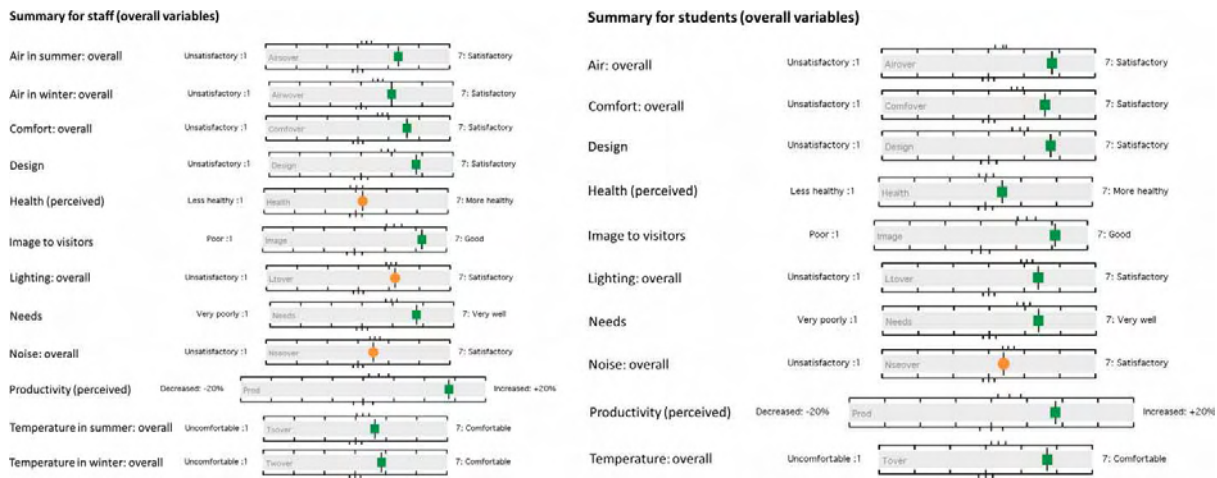 Summary for staff (overall variables)
Air in summer: overall Unsatisfactory :1 Airsover 7: Satisfactory
Air in winter: overall Unsatisfactory :1 Airwover 7: Satisfactory
Comfort: overall Unsatisfactory :1 Comfover 7: Satisfactory
Design Unsatisfactory :1 Design 7: Satisfactory
Health (perceived) Less healthy :1 Health 7: More healthy
Image to visitors Poor :1 Image 7: Good
Lighting: overall Unsatisfactory :1 Ltover 7: Satisfactory
Needs Very poorly :1 Needs 7: Very well
Noise: overall Unsatisfactory :1 Nseover 7: Satisfactory
Productivity (perceived) Decreased: -20% Prod Increased: +20%
Temperature in summer: overall Uncomfortable :1 Tsover 7: Comfortable
Temperature in winter: overall Uncomfortable :1 Twover 7: Comfortable
Summary for students (overall variables)
Air: overall Unsatisfactory :1 Airover 7: Satisfactory
Comfort: overall Unsatisfactory :1 Comfover 7: Satisfactory
Design Unsatisfactory :1 Design 7: Satisfactory
Health (perceived) Less healthy :1 Health 7: More healthy
Image to visitors Poor :1 Image 7: Good
Lighting: overall Unsatisfactory :1 Ltover 7: Satisfactory
Needs Very poorly :1 Needs 7: Very well
Noise: overall Unsatisfactory :1 Nseover 7: Satisfactory
Productivity (perceived) Decreased: -20% Prod Increased: +20%
Temperature: overall Uncomfortable :1 Tover 7: Comfortable